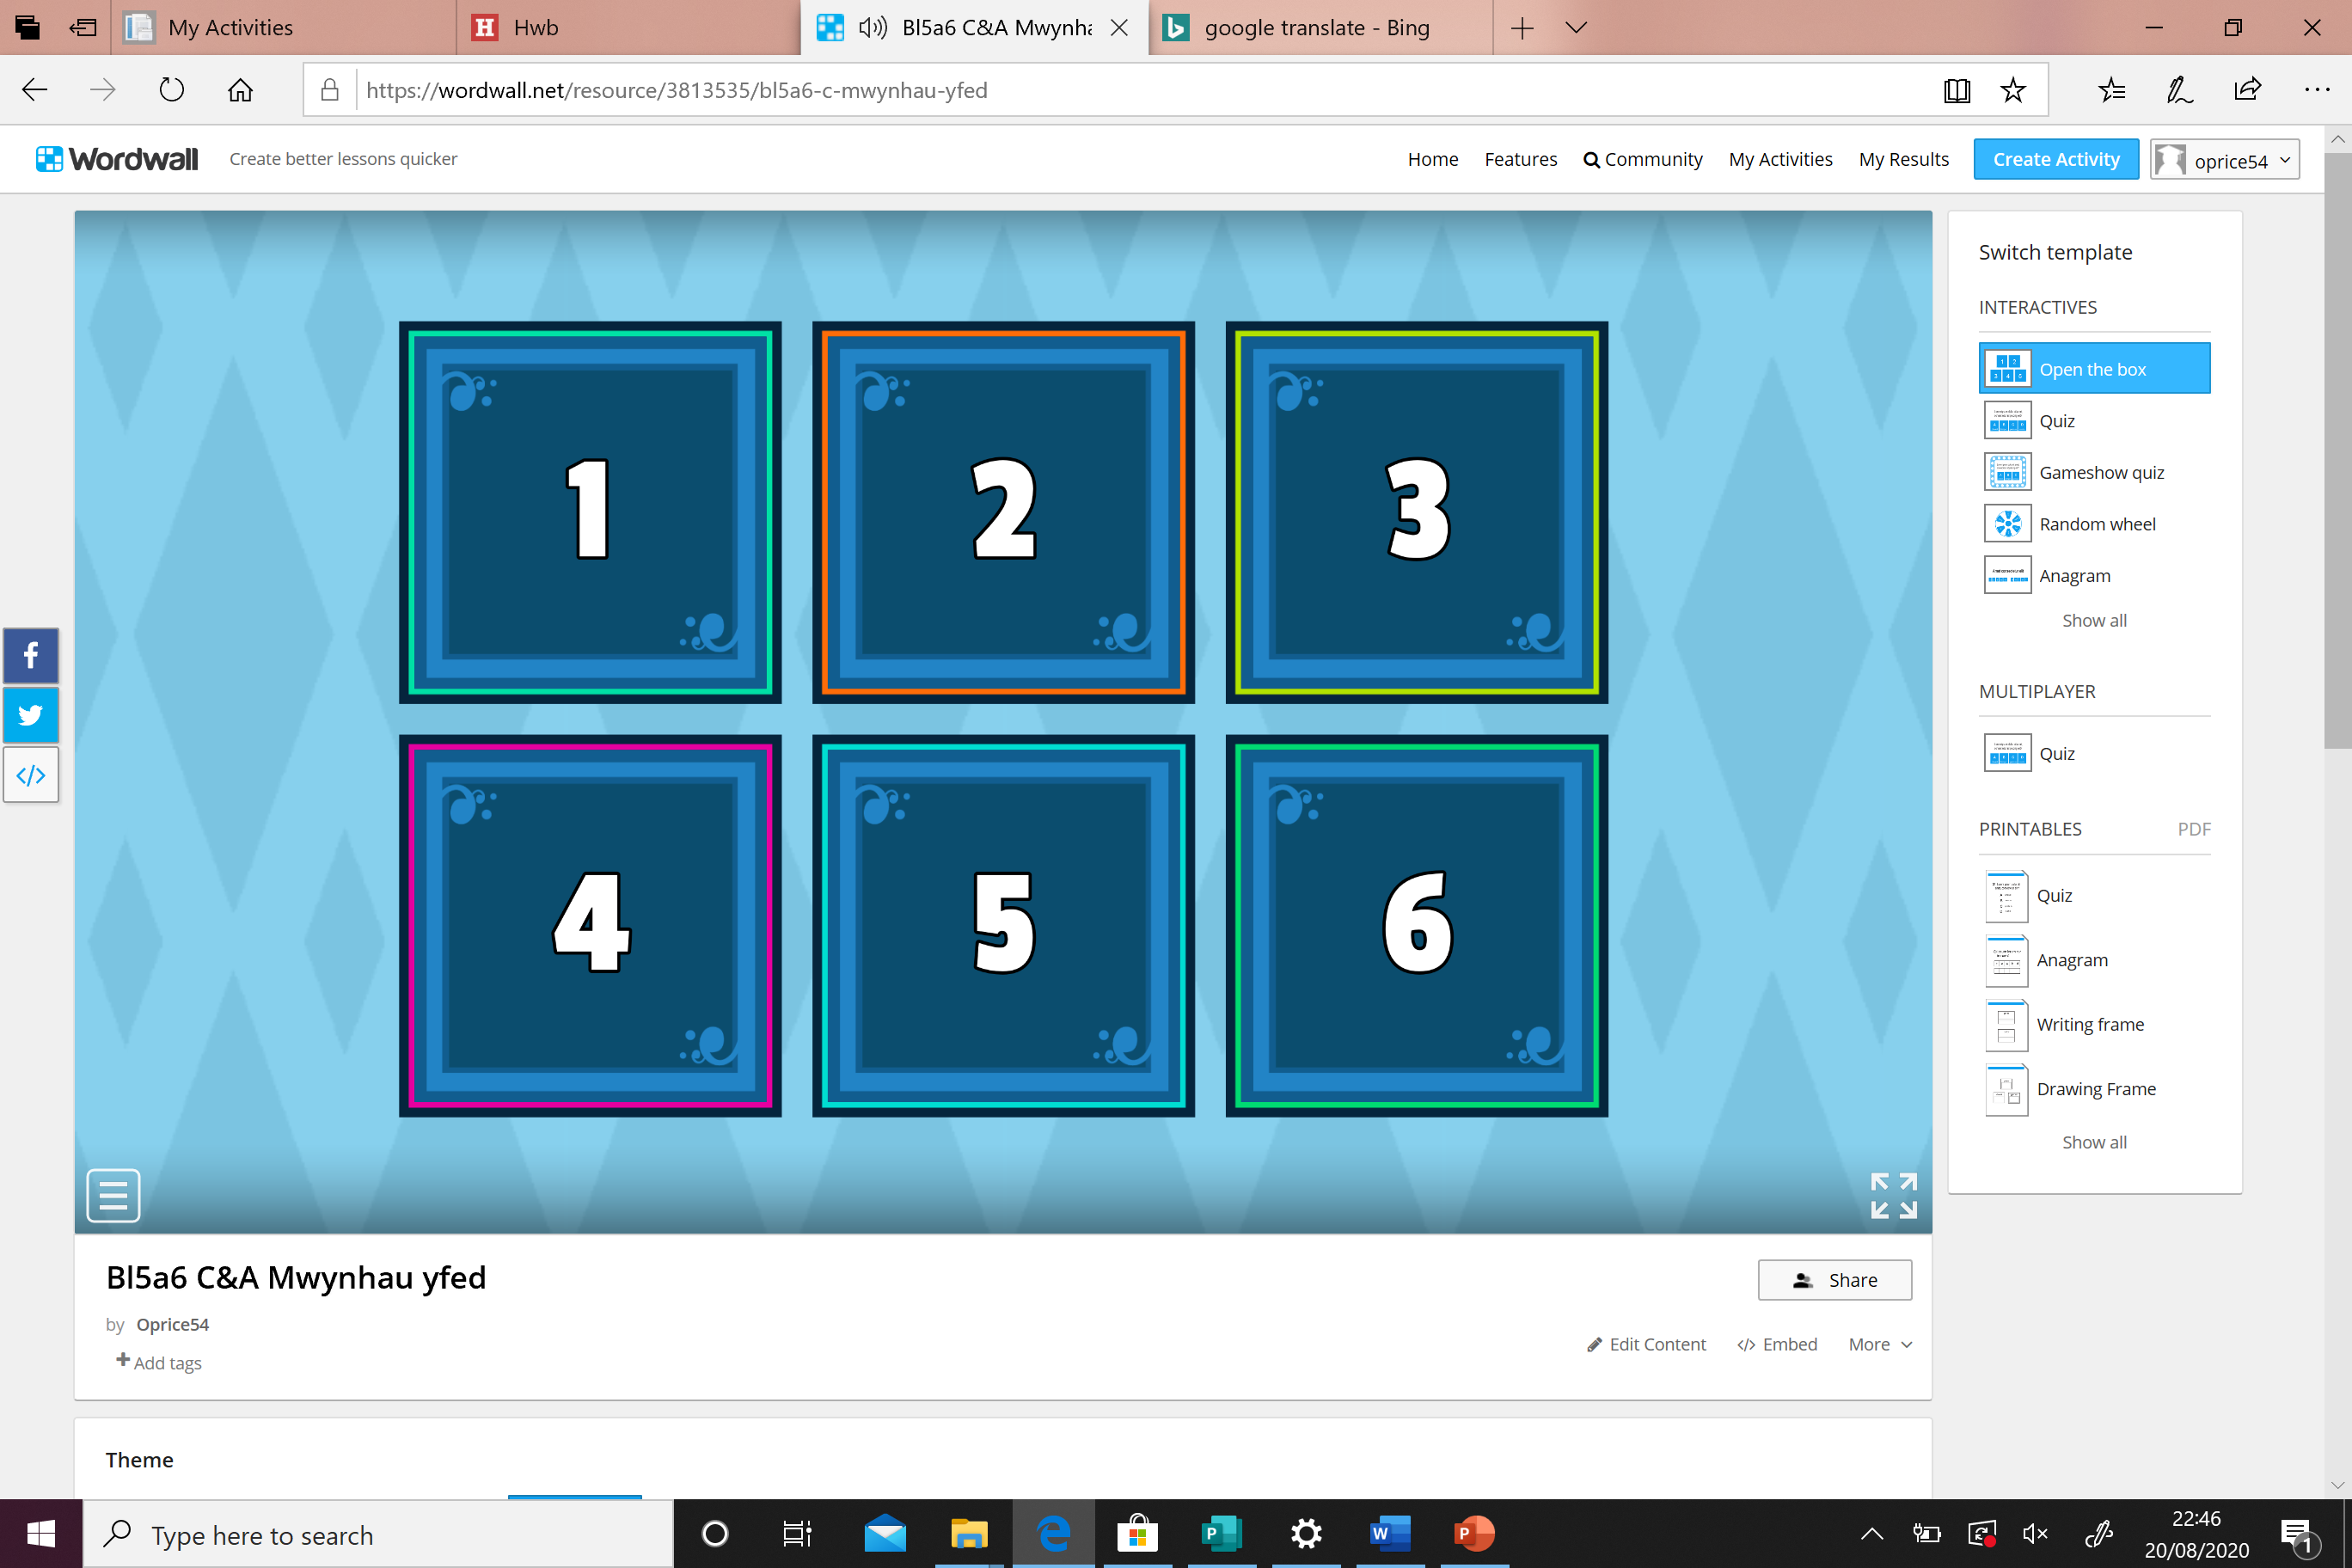 My Activities
Hwb
Bl5a6 C&A Mwynha
google translate - Bing
https://wordwall.net/resource/3813535/bl5a6-c-mwynhau-yfed
Wordwall
Create better lessons quicker
Home
Features
Community
My Activities
My Results
Create Activity
oprice54
1
2
3
4
5
6
Switch template
INTERACTIVES
Open the box
Quiz
Gameshow quiz
Random wheel
Anagram
Show all
MULTIPLAYER
Quiz
PRINTABLES PDF
Quiz
Anagram
Writing frame
Drawing Frame
Show all
Bl5a6 C&A Mwynhau yfed
Share
by Oprice54
Add tags
Edit Content
Embed
More
Theme
Type here to search
22:46
20/08/2020
1